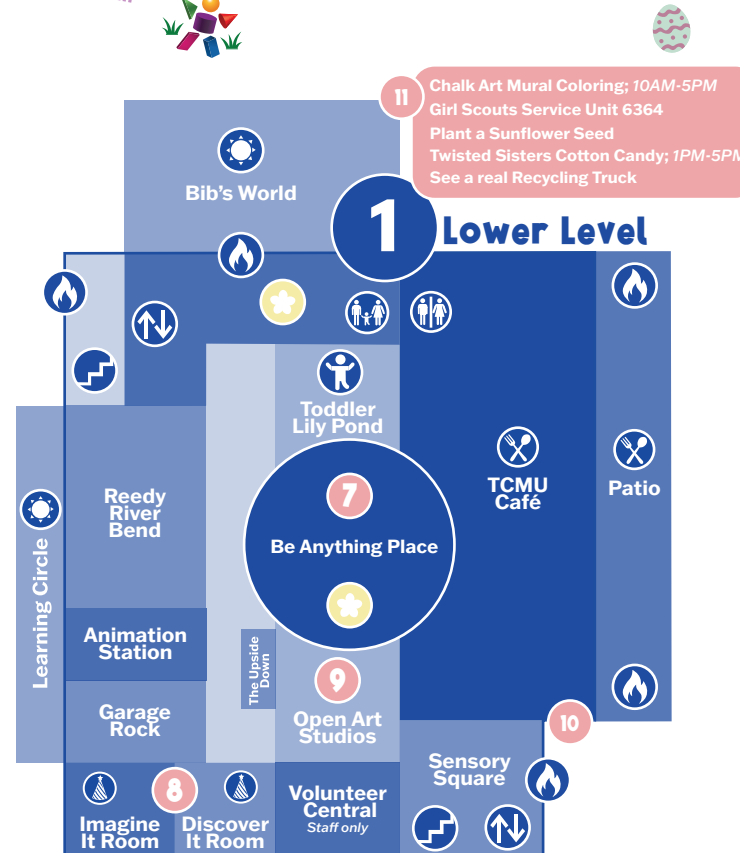 11
Chalk Art Mural Coloring; 10AM-5PM
Girl Scouts Service Unit 6364
Plant a Sunflower Seed
Twisted Sisters Cotton Candy; 1PM-5PM
See a real Recycling Truck
Bib's World
1
Lower Level
Toddler
Lily Pond
7
Be Anything Place
TCMU
Café
Patio
Reedy
River
Bend
Learning Circle
Animation
Station
The Upside
Down
9
Open Art
Studios
Garage
Rock
10
Sensory
Square
8
Imagine
It Room
Discover
It Room
Volunteer
Central
Staff only